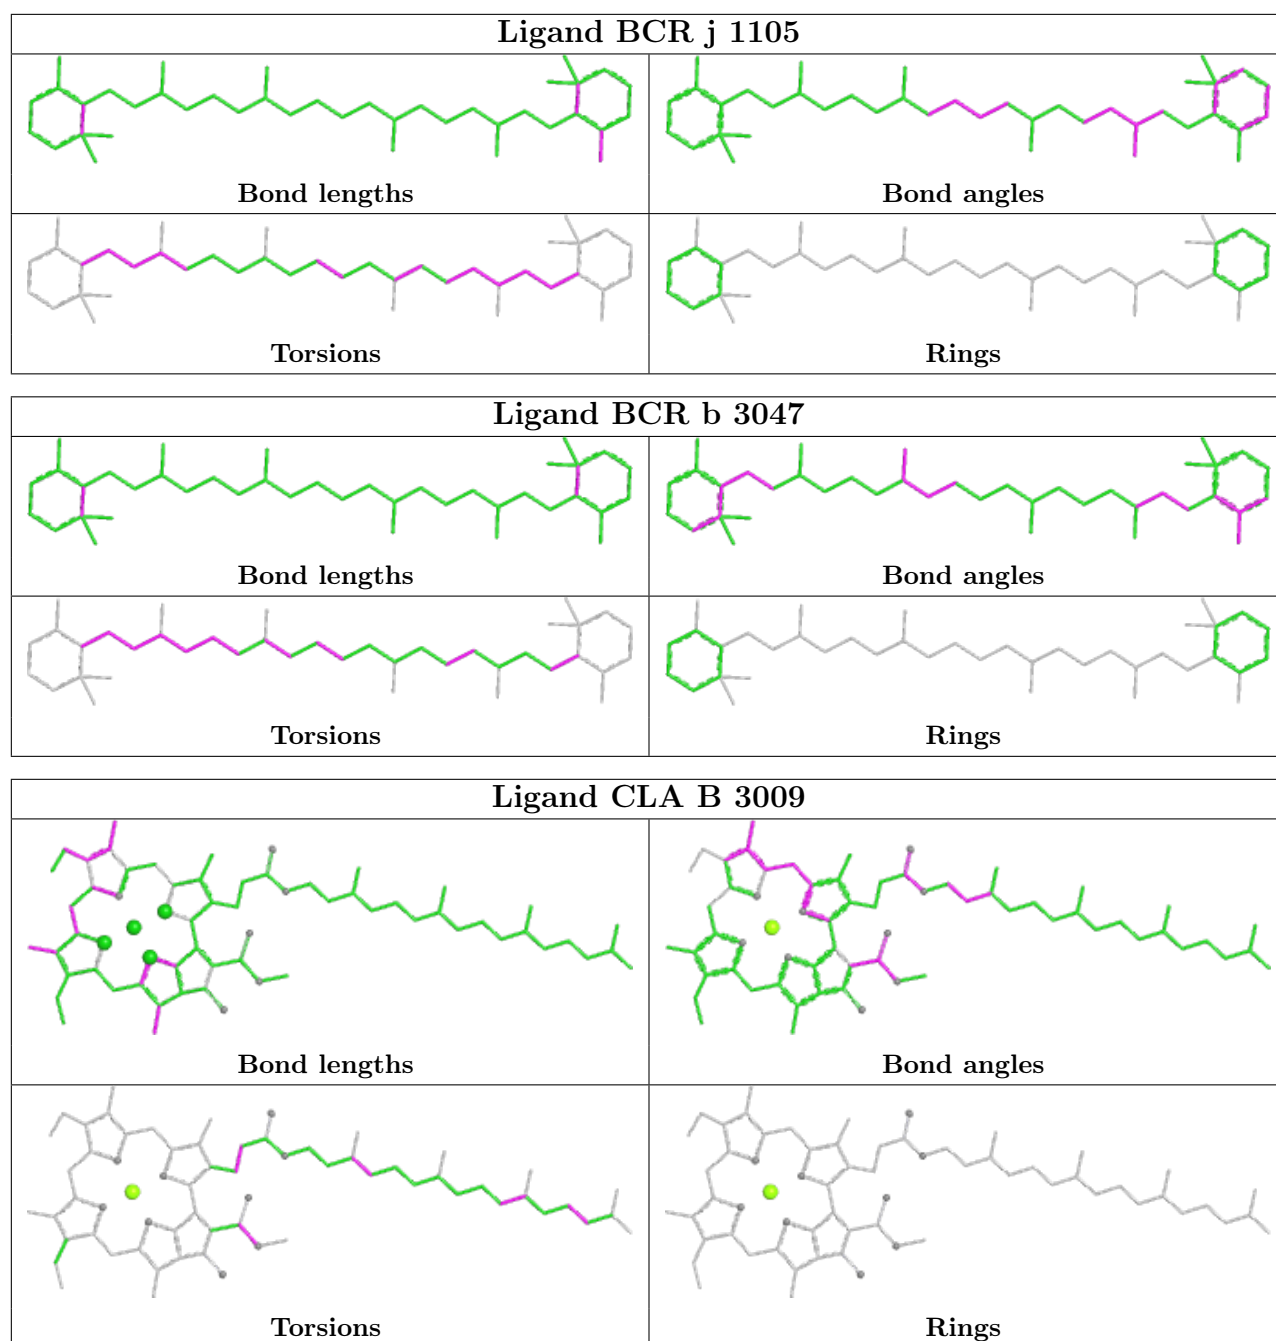 Ligand BCR j 1105
Bond lengths
Bond angles
Torsions
Rings
Ligand BCR b 3047
Bond lengths
Bond angles
Torsions
Rings
Ligand CLA B 3009
Bond lengths
Bond angles
Torsions
Rings